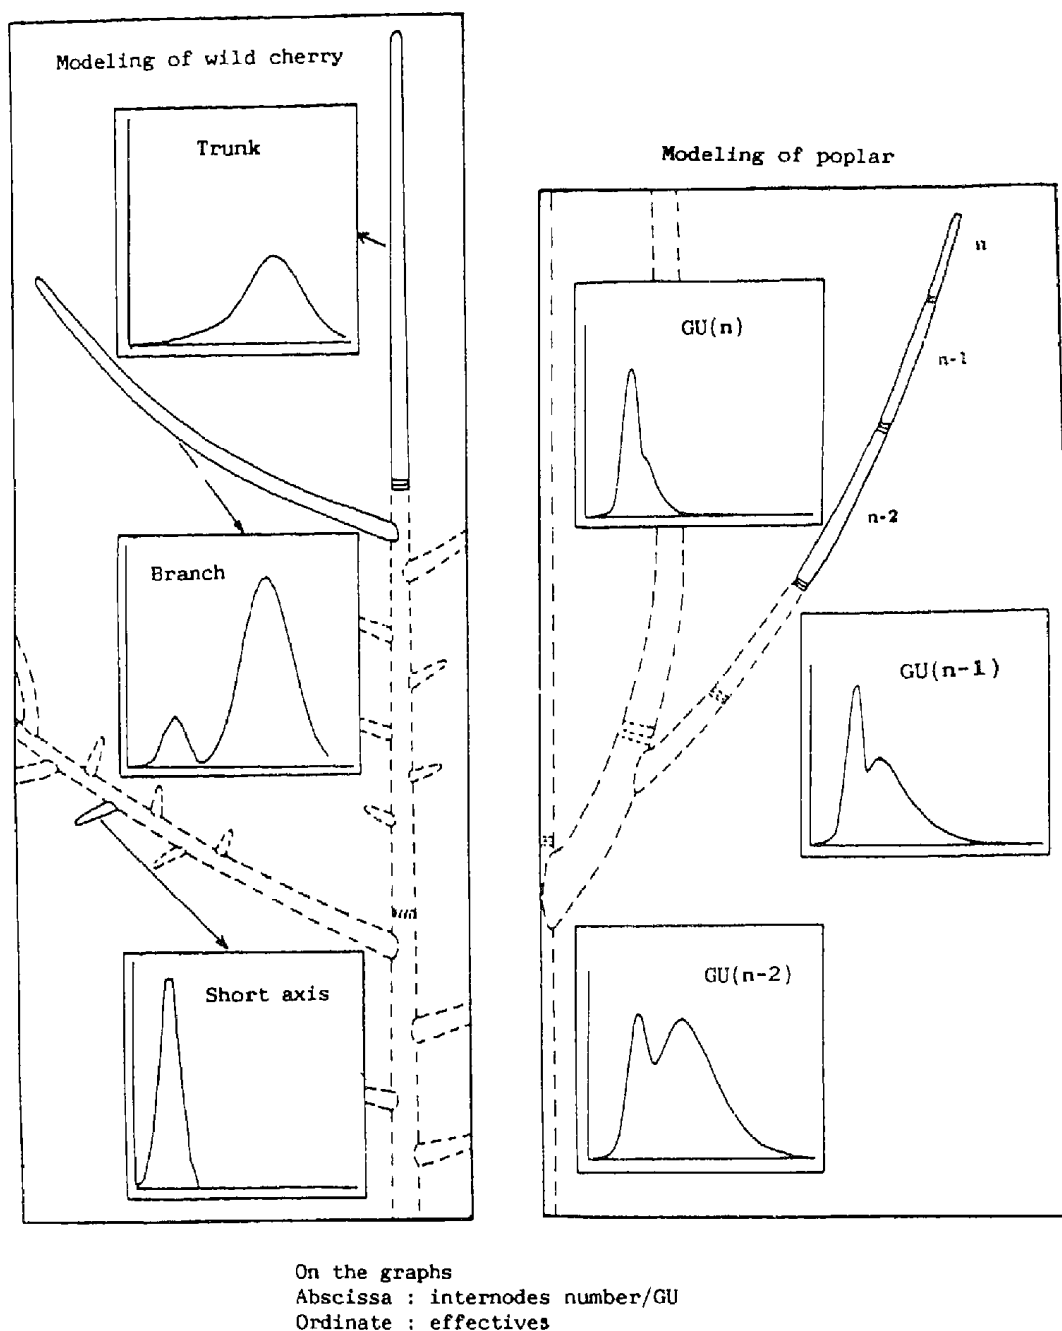 Modeling of wild cherry
Trunk
Branch
Short axis
Modeling of poplar
n
n-1
n-2
GU(n)
GU(n-1)
GU(n-2)
On the graphs
Abscissa : internodes number/GU
Ordinate : effectives